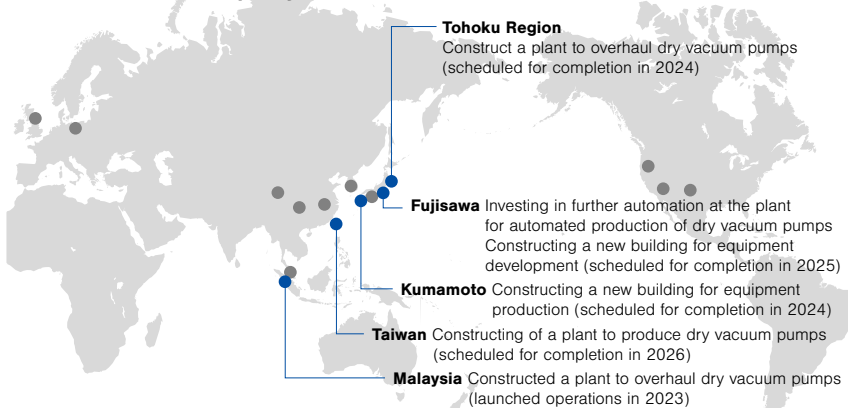 Tohoku Region
Construct a plant to overhaul dry vacuum pumps
(scheduled for completion in 2024)
Fujisawa Investing in further automation at the plant
for automated production of dry vacuum pumps
Constructing a new building for equipment
development (scheduled for completion in 2025)
Kumamoto Constructing a new building for equipment
production (scheduled for completion in 2024)
Taiwan Constructing of a plant to produce dry vacuum pumps
(scheduled for completion in 2026)
Malaysia Constructed a plant to overhaul dry vacuum pumps
(launched operations in 2023)